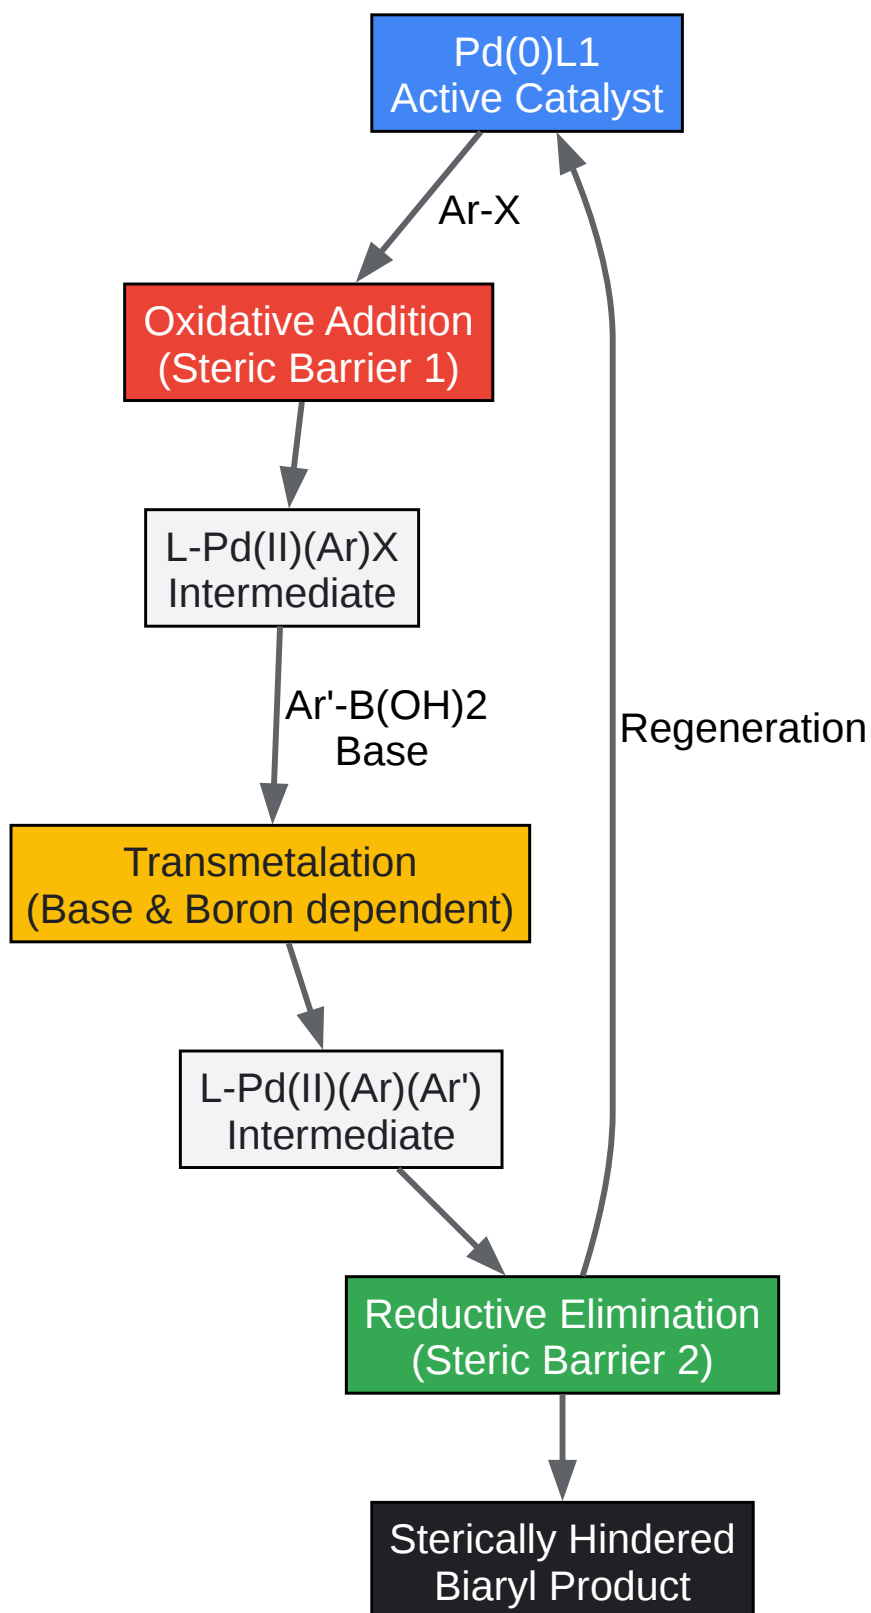 Pd(0)L1
Active Catalyst
Ar-X
Oxidative Addition
(Steric Barrier 1)
L-Pd(II)(Ar)X
Intermediate
Ar'-B(OH)2
Base
Regeneration
Transmetalation
(Base & Boron dependent)
L-Pd(II)(Ar)(Ar')
Intermediate
Reductive Elimination
(Steric Barrier 2)
Sterically Hindered
Biaryl Product